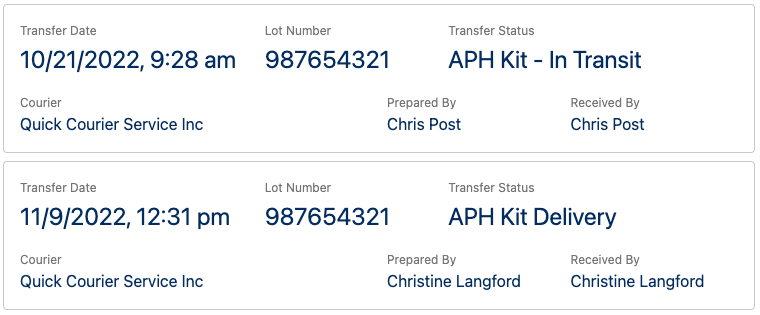 Transfer Date Lot Number Transfer Status
10/21/2022, 9:28 am 987654321 APH Kit - In Transit
Courier Prepared By Received By
Quick Courier Service Inc Chris Post Chris Post
Transfer Date Lot Number Transfer Status
11/9/2022, 12:31 pm 987654321 APH Kit Delivery
Courier Prepared By Received By
Quick Courier Service Inc Christine Langford Christine Langford